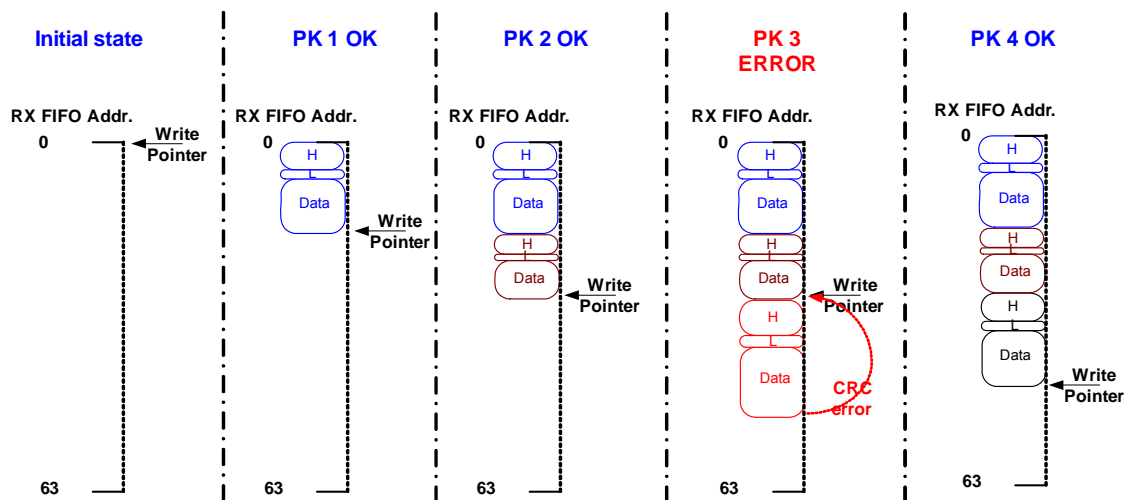 Initial state
RX FIFO Addr.
0
Write
Pointer
63
PK 1 OK
RX FIFO Addr.
0
H
L
Data
Write
Pointer
63
PK 2 OK
RX FIFO Addr.
0
H
L
Data
H
L
Data
Write
Pointer
63
PK 3
ERROR
RX FIFO Addr.
0
H
L
Data
H
L
Data
Write
Pointer
H
L
Data
CRC
error
63
PK 4 OK
RX FIFO Addr.
0
H
L
Data
H
L
Data
H
L
Data
Write
Pointer
63